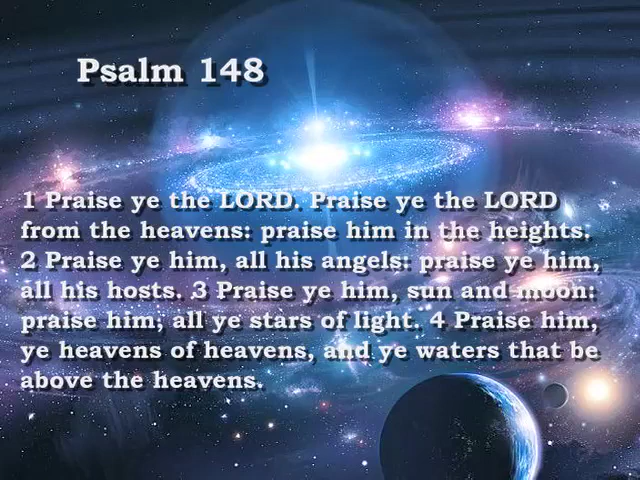 Psalm 148
1 Praise ye the LORD. Praise ye the LORD
from the heavens: praise him in the heights.
2 Praise ye him, all his angels: praise ye him,
all his hosts. 3 Praise ye him, sun and moon:
praise him, all ye stars of light. 4 Praise him,
ye heavens of heavens, and ye waters that be
above the heavens.